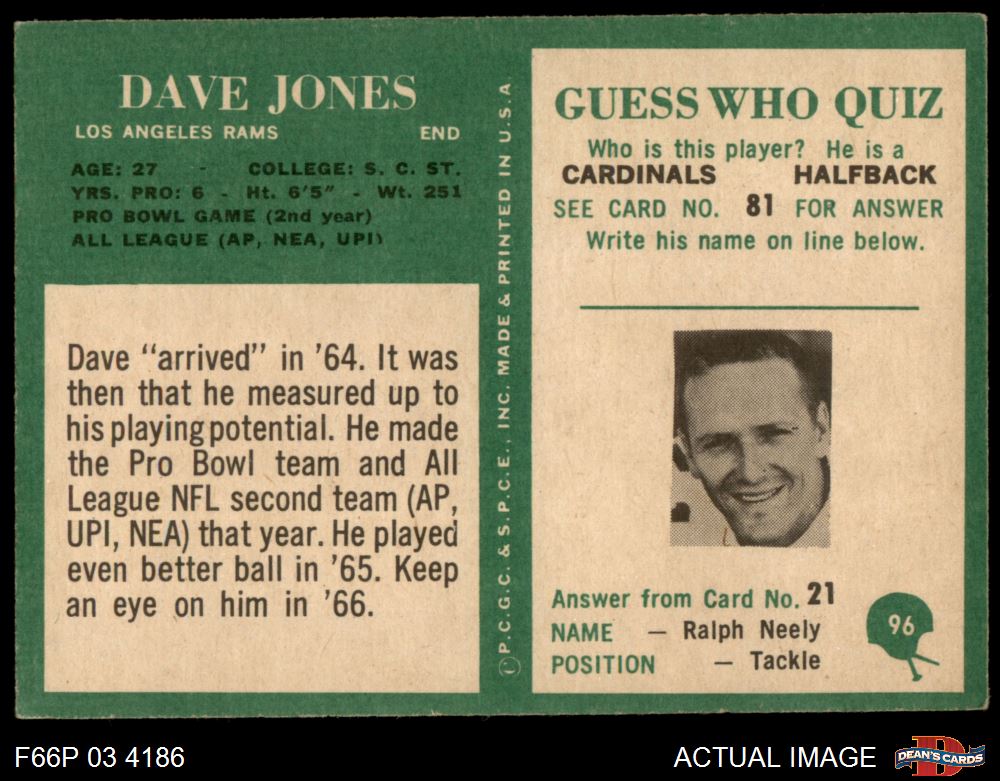 DAVE JONES
LOS ANGELES RAMS END
AGE: 27 - COLLEGE: S. C. ST.
YRS. PRO: 6 - Ht. 6'5" - Wt. 251
PRO BOWL GAME (2nd year)
ALL LEAGUE (AP, NEA, UPI)
Dave “arrived” in ’64. It was
then that he measured up to
his playing potential. He made
the Pro Bowl team and All
League NFL second team (AP,
UPI, NEA) that year. He played
even better ball in ’65. Keep
an eye on him in ’66.
© P.C.G.C. & S.P.C.E., INC. MADE & PRINTED IN U.S.A
GUESS WHO QUIZ
Who is this player? He is a
CARDINALS HALFBACK
SEE CARD NO. 81 FOR ANSWER
Write his name on line below.
Answer from Card No. 21
NAME — Ralph Neely
POSITION — Tackle
96
F66P 03 4186
ACTUAL IMAGE
D
DEAN'S CARDS